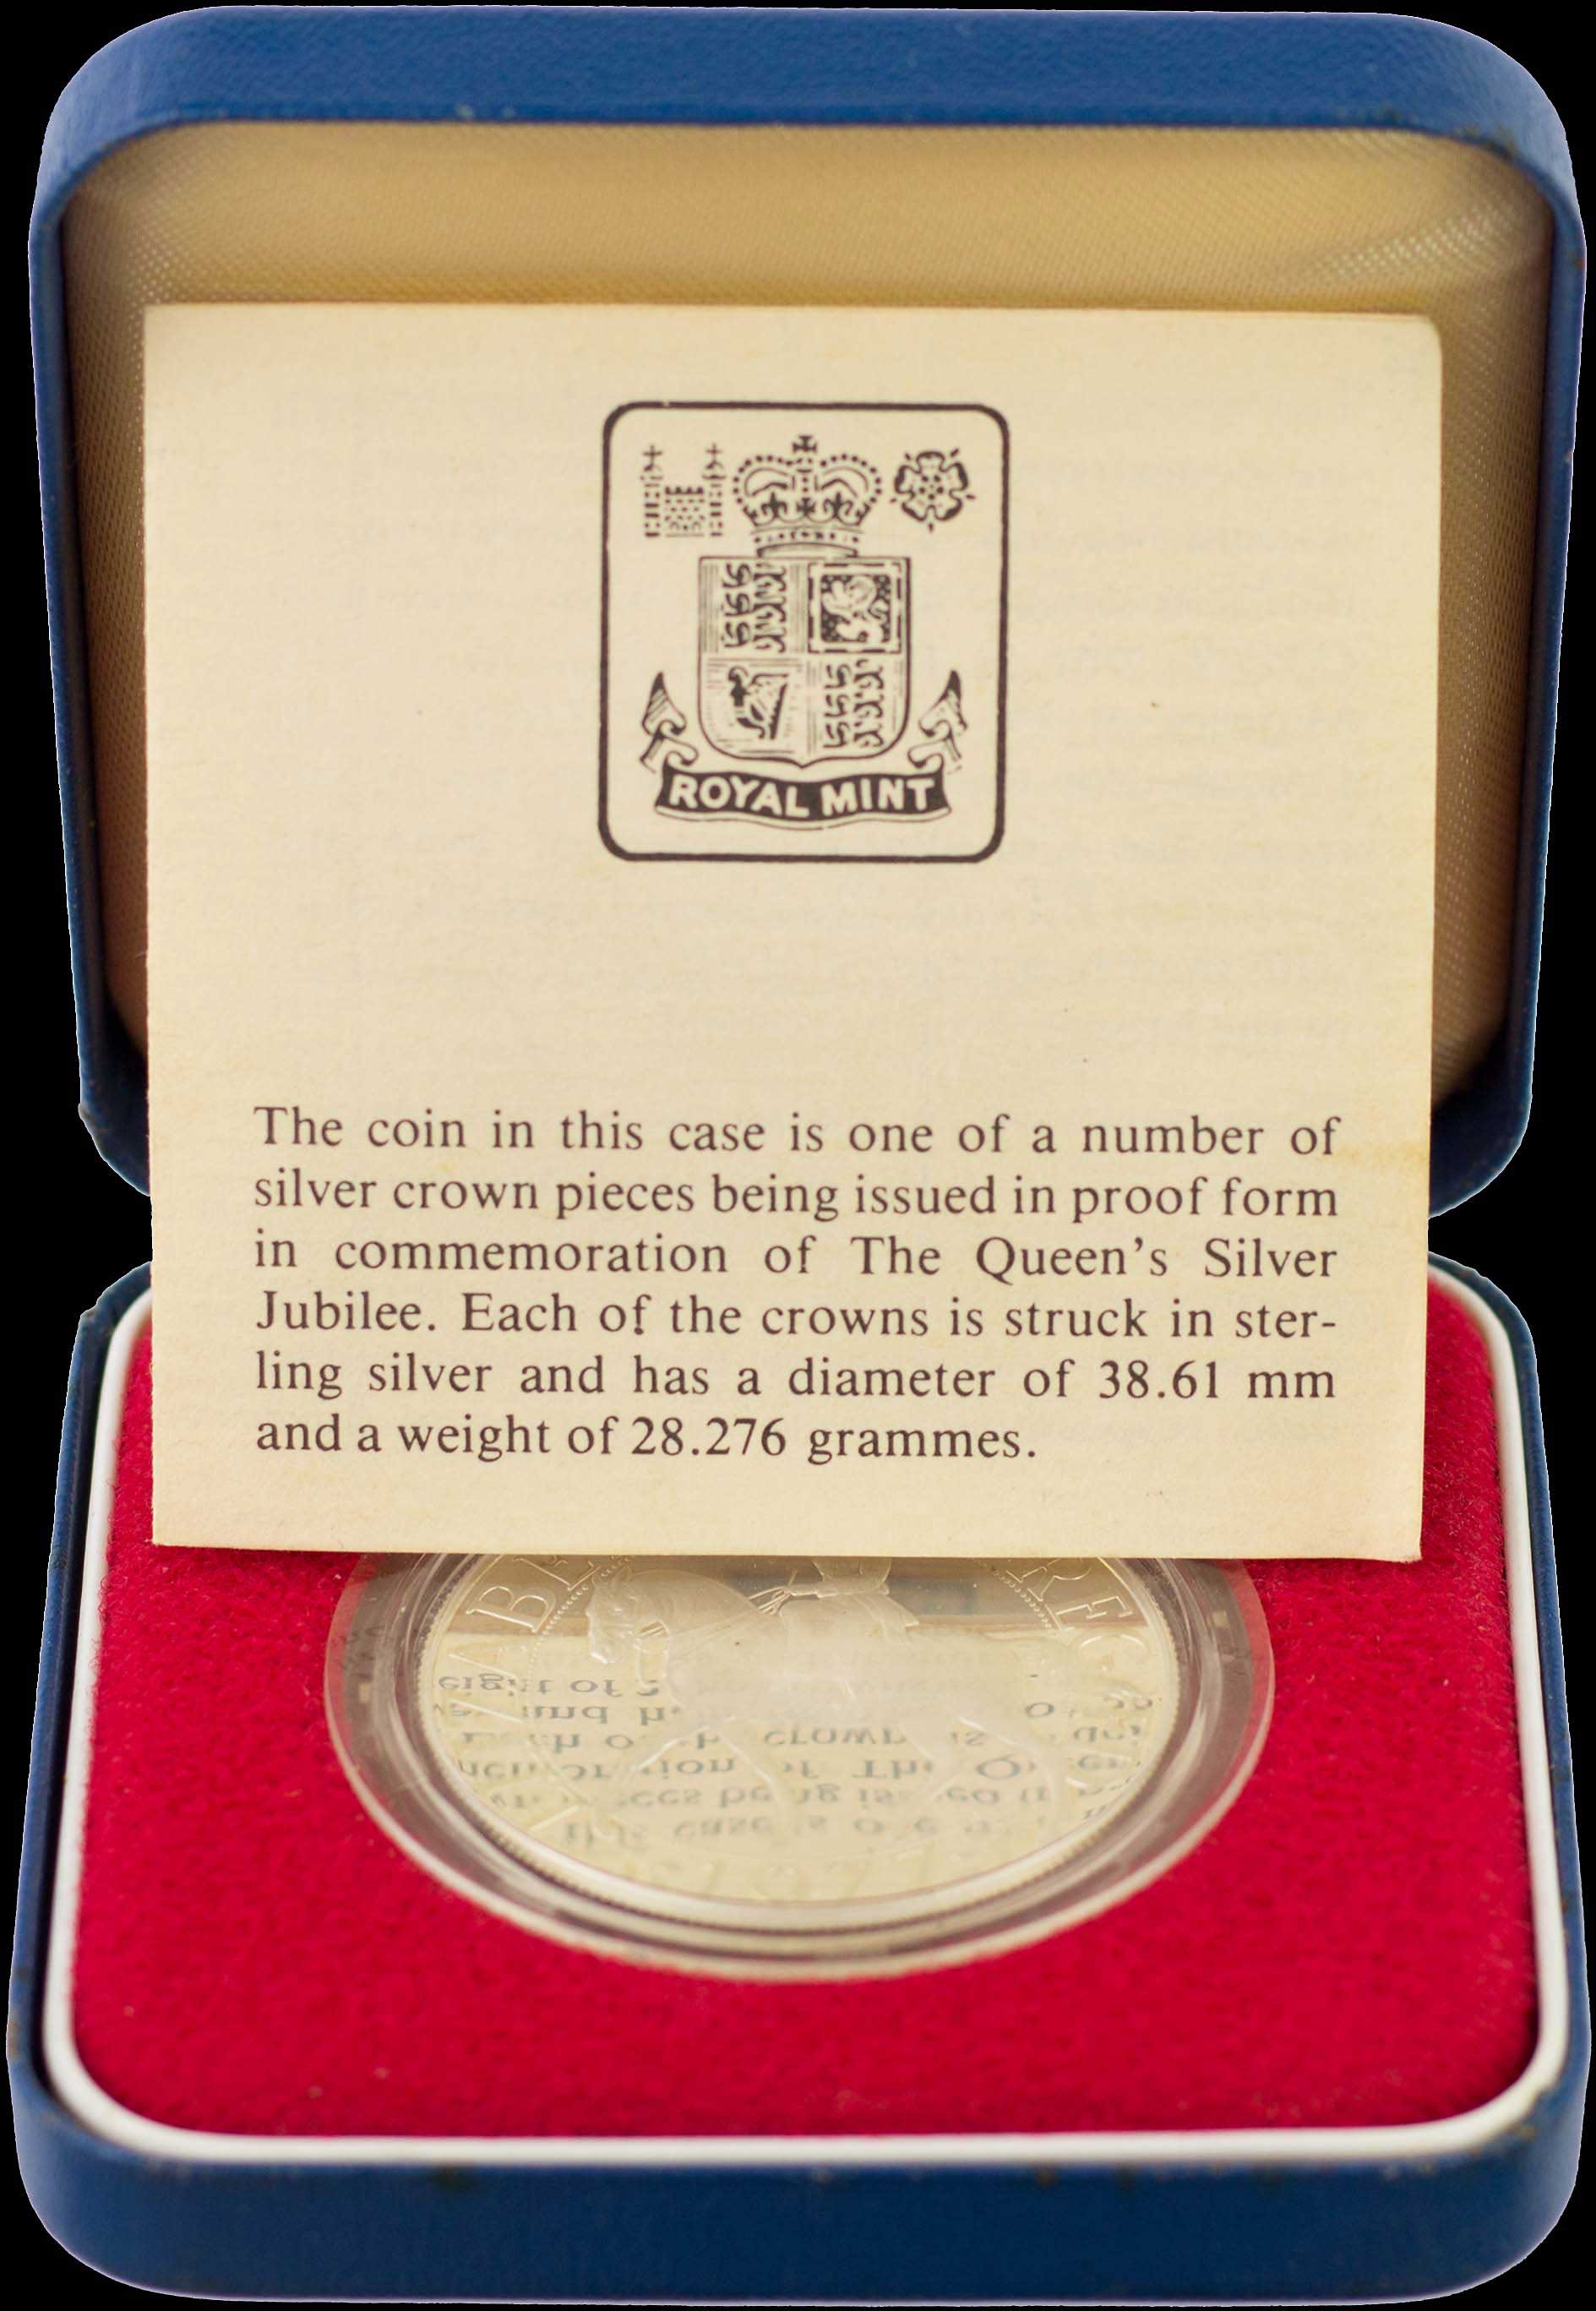 ROYAL MINT
The coin in this case is one of a number of
silver crown pieces being issued in proof form
in commemoration of The Queen's Silver
Jubilee. Each of the crowns is struck in ster-
ling silver and has a diameter of 38.61 mm
and a weight of 28.276 grammes.